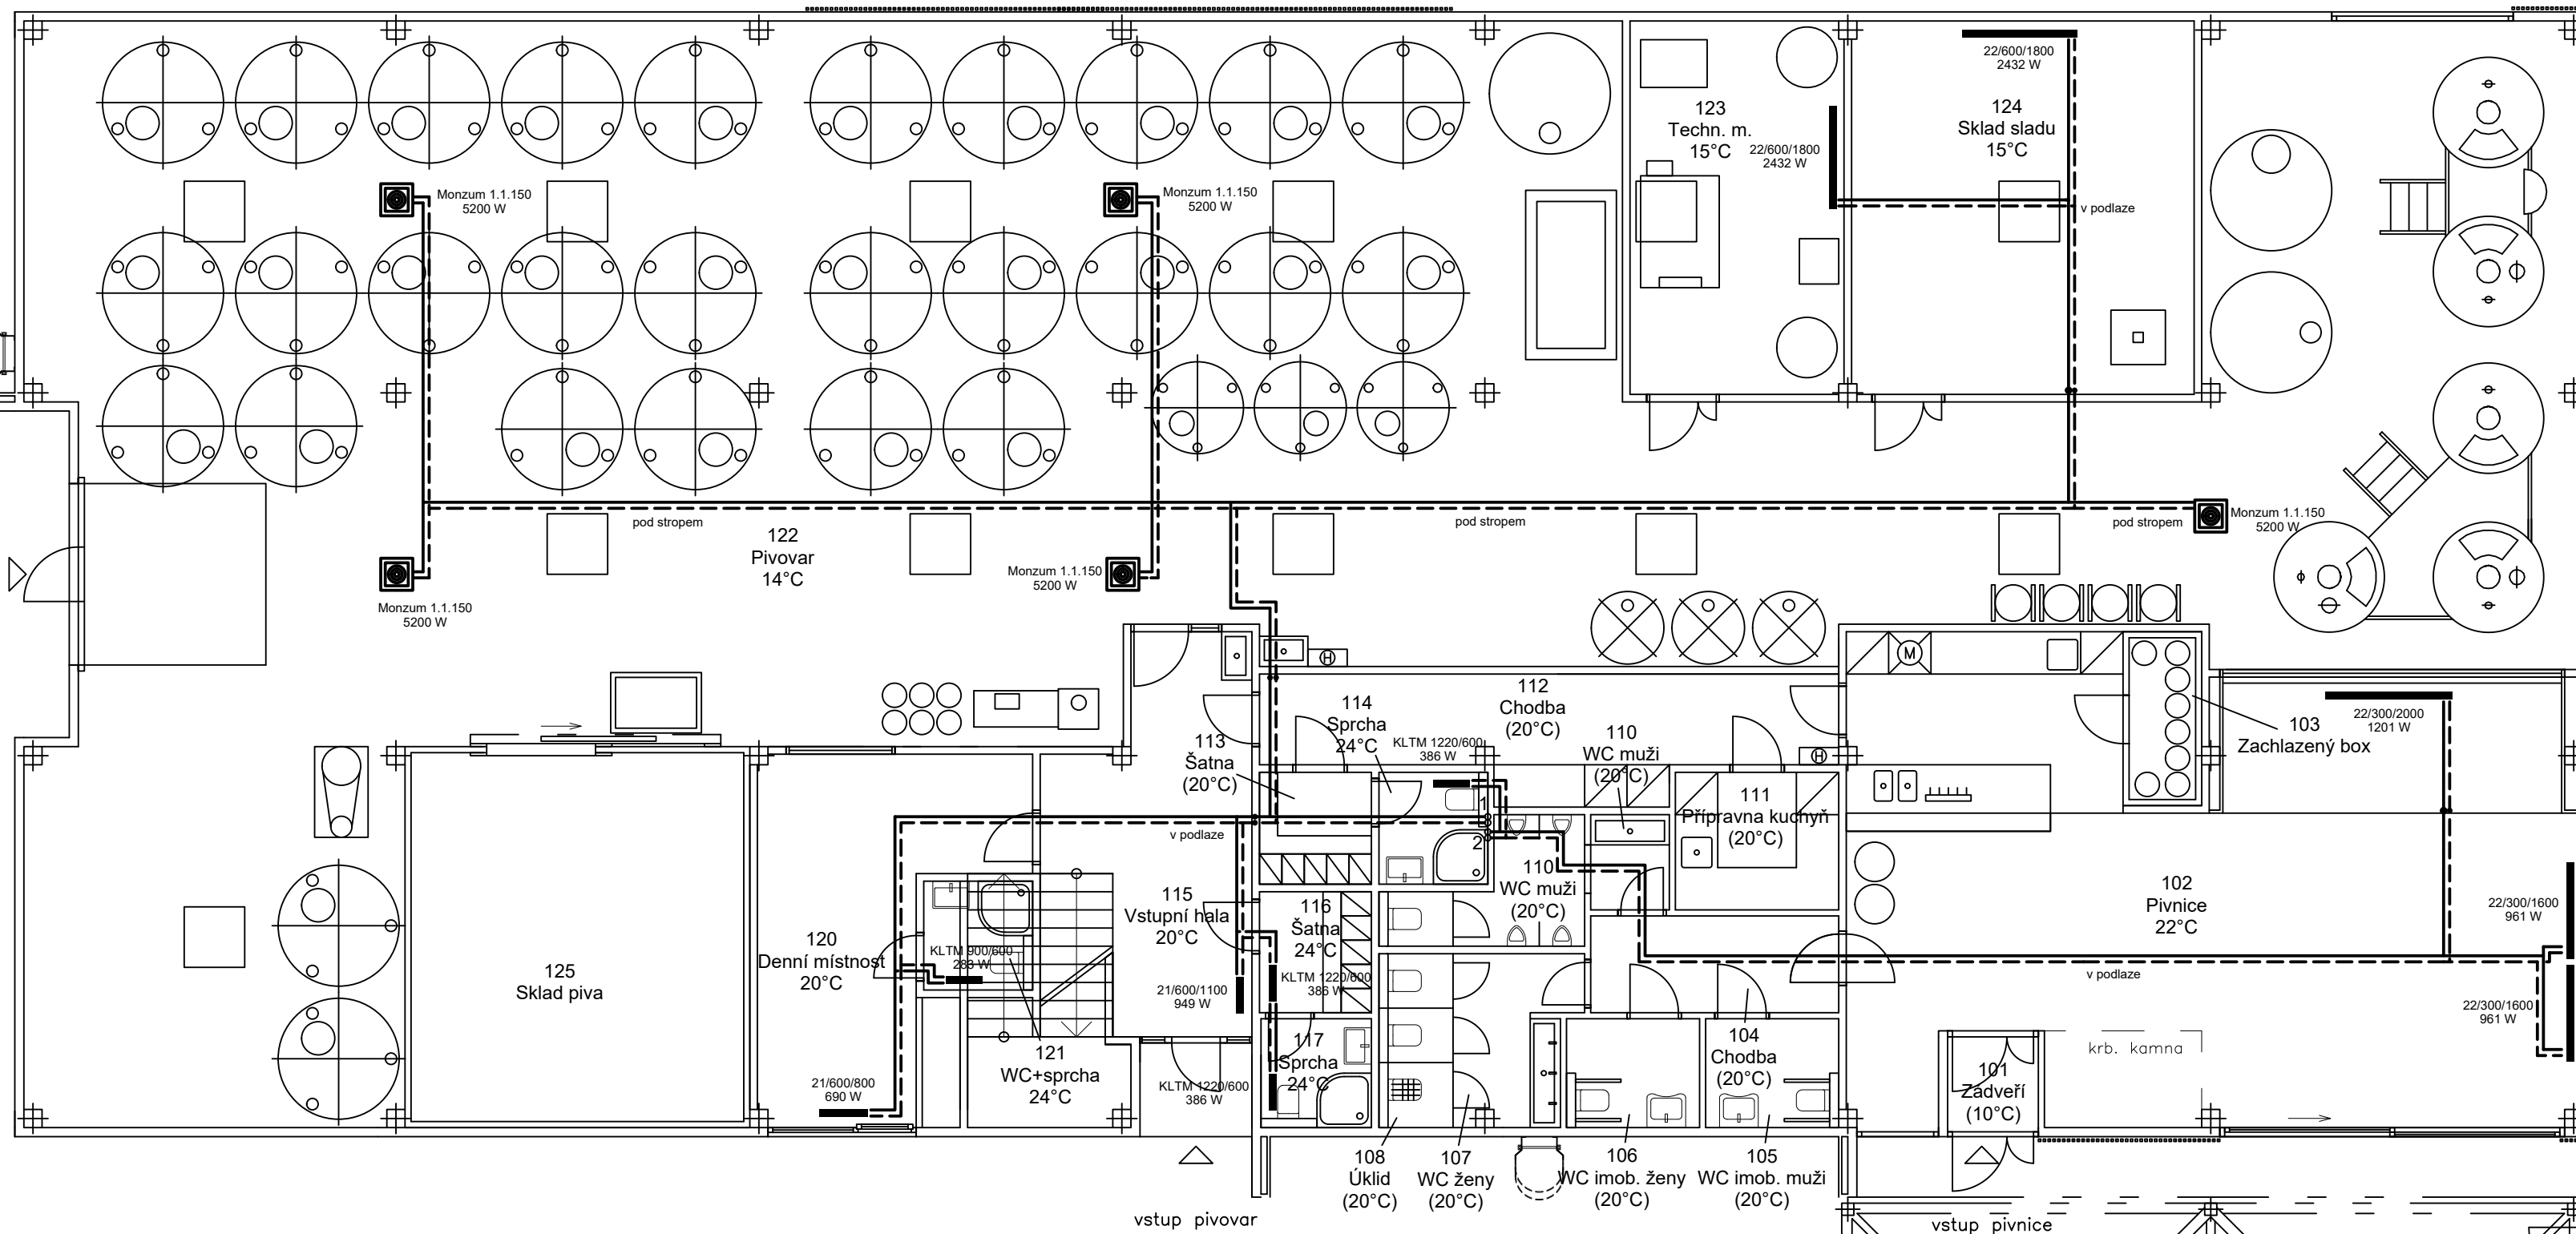 22/600/1800
2432 W
123
Techn. m.
15°C
22/600/1800
2432 W
124
Sklad sladu
15°C
Monzum 1.1.150
5200 W
Monzum 1.1.150
5200 W
v podlaze
pod stropem
pod stropem
pod stropem
Monzum 1.1.150
5200 W
122
Pivovar
14°C
Monzum 1.1.150
5200 W
Monzum 1.1.150
5200 W
H
M
112
Chodba
(20°C)
114
Sprcha
24°C
KLTM 1220/600
386 W
113
Šatna
(20°C)
110
WC muži
(20°C)
H
22/300/2000
1201 W
103
Zachlazený box
111
Přípravna kuchyň
(20°C)
1
2
v podlaze
115
Vstupní hala
20°C
116
Šatna
24°C
110
WC muži
(20°C)
102
Pivnice
22°C
22/300/1600
961 W
120
Denní místnost
20°C
KLTM 900/600
283 W
125
Sklad piva
21/600/1100
949 W
KLTM 1220/600
386 W
v podlaze
22/300/1600
961 W
117
Sprcha
24°C
121
WC+sprcha
24°C
104
Chodba
(20°C)
krb. kamna
101
Zádveří
(10°C)
21/600/800
690 W
KLTM 1220/600
386 W
108
Úklid
(20°C)
107
WC ženy
(20°C)
106
WC imob. ženy
(20°C)
105
WC imob. muži
(20°C)
vstup pivovar
vstup pivnice